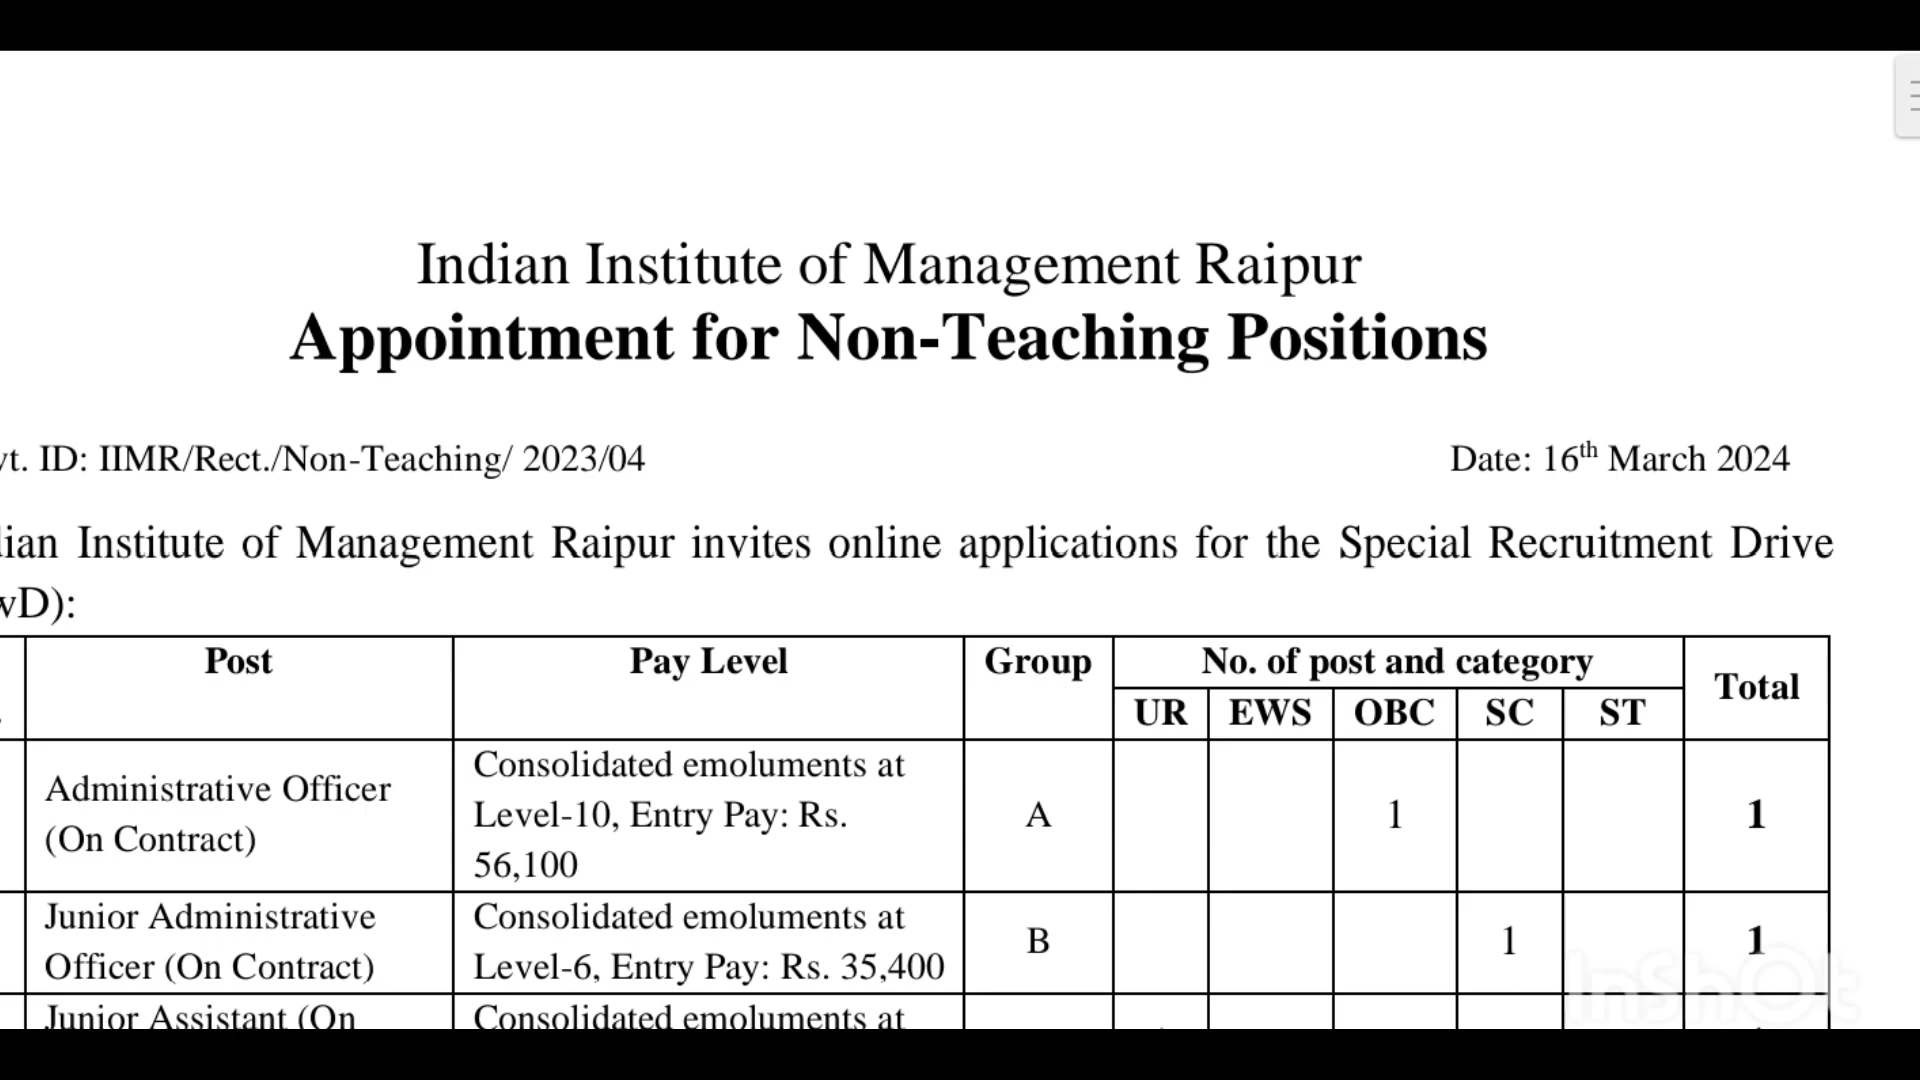 Indian Institute of Management Raipur
Appointment for Non-Teaching Positions
ID: IIMR/Rect./Non-Teaching/ 2023/04 Date: 16th March 2024
Institute of Management Raipur invites online applications for the Special Recruitment Drive
Post Pay Level Group No. of post and category Total
UR EWS OBC SC ST
Administrative Officer (On Contract) Consolidated emoluments at Level-10, Entry Pay: Rs. 56,100 A 1 1
Junior Administrative Officer (On Contract) Consolidated emoluments at Level-6, Entry Pay: Rs. 35,400 B 1 1
Junior Assistant (On Consolidated emoluments at
InShOt